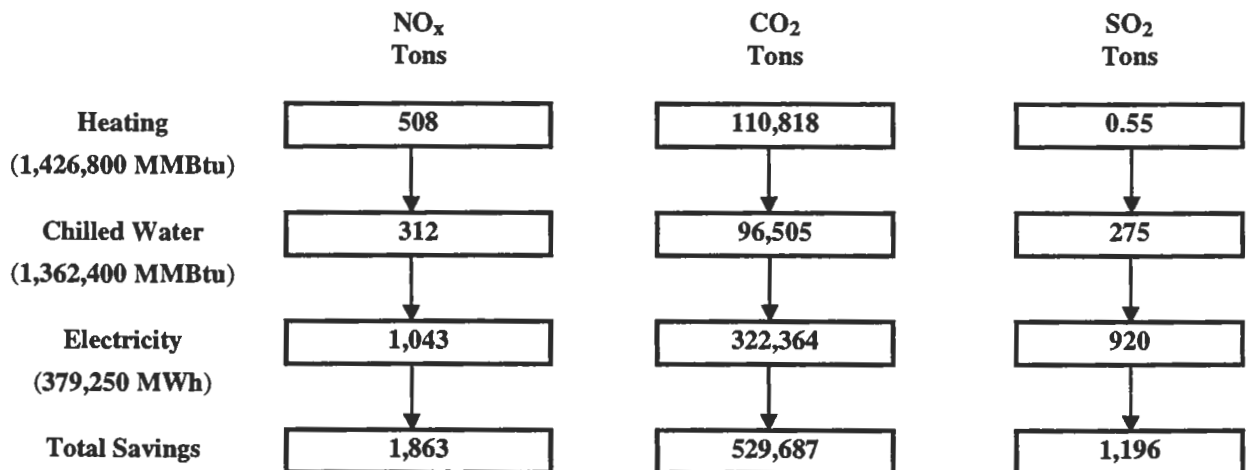 NOx CO2 SO2
Tons Tons Tons
Heating 508 110,818 0.55
(1,426,800 MMBtu)
Chilled Water 312 96,505 275
(1,362,400 MMBtu)
Electricity 1,043 322,364 920
(379,250 MWh)
Total Savings 1,863 529,687 1,196